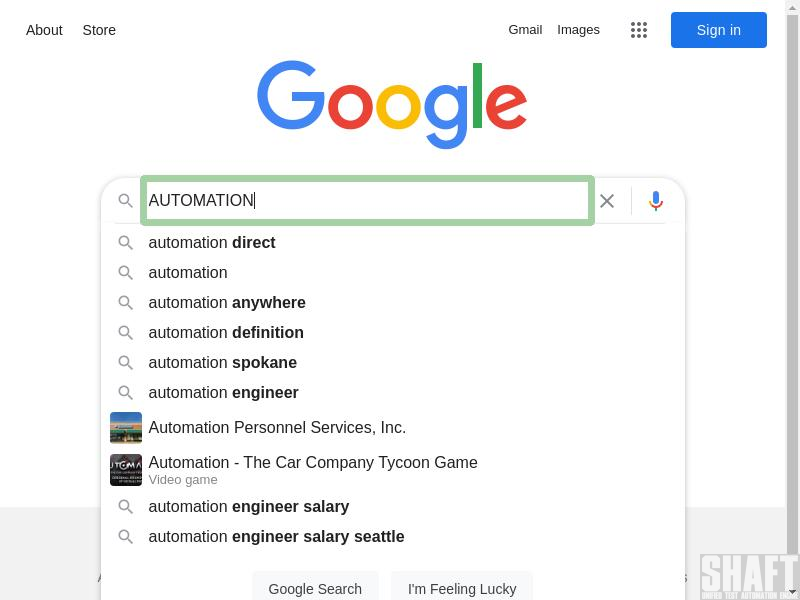 About Store Gmail Images Sign in
Google
AUTOMATION
automation direct
automation
automation anywhere
automation definition
automation spokane
automation engineer
Automation Personnel Services, Inc.
Automation - The Car Company Tycoon Game
Video game
automation engineer salary
automation engineer salary seattle
Google Search I'm Feeling Lucky
SHAFT